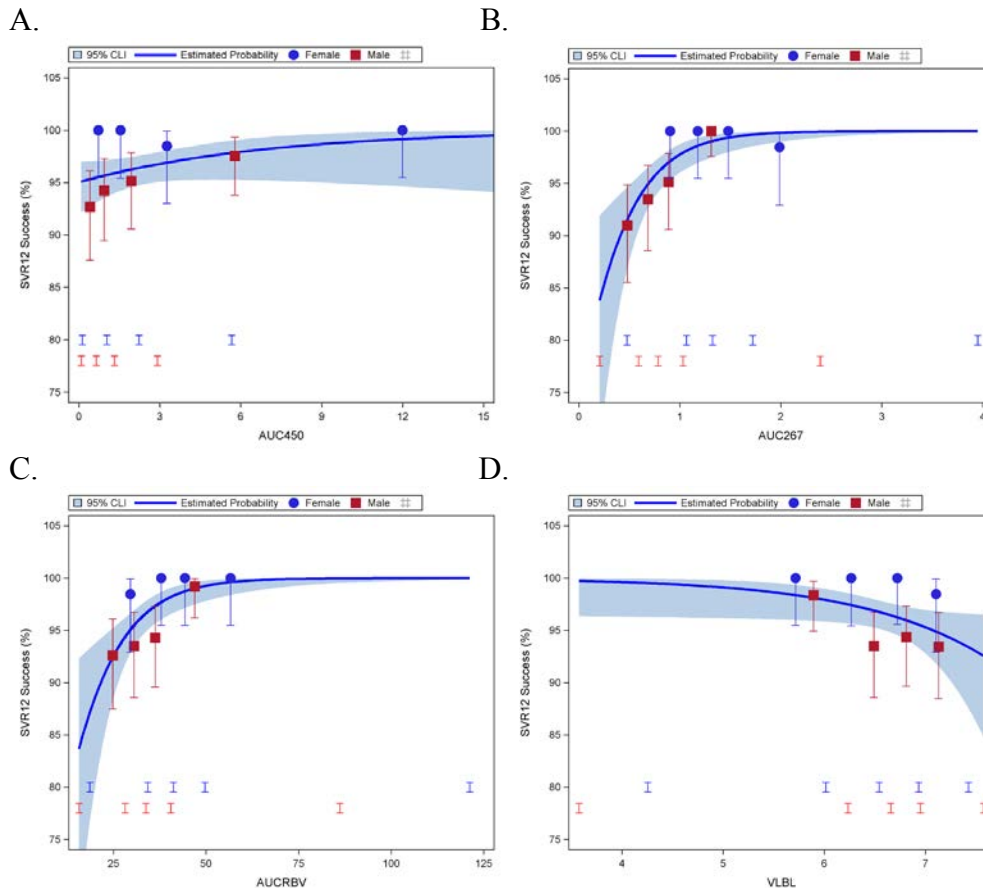 A.
B.
95% CLI Estimated Probability Female Male
95% CLI Estimated Probability Female Male
105
100
95
90
85
80
75
SVR12 Success (%)
0 3 6 9 12 15
AUC450
105
100
95
90
85
80
75
SVR12 Success (%)
0 1 2 3 4
AUC267
C.
D.
95% CLI Estimated Probability Female Male
95% CLI Estimated Probability Female Male
105
100
95
90
85
80
75
SVR12 Success (%)
25 50 75 100 125
AUCRBV
105
100
95
90
85
80
75
SVR12 Success (%)
4 5 6 7
VLBL